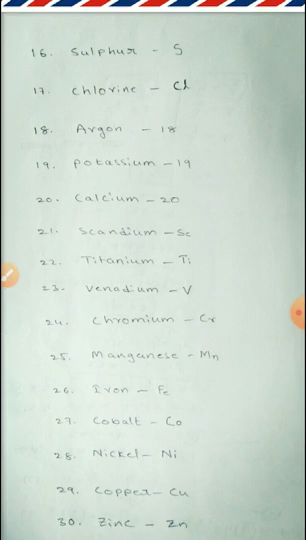 16. Sulphur - S
17. Chlorine - Cl
18. Argon - 18
19. Potassium - 19
20. Calcium - 20
21. Scandium - Sc
22. Titanium - Ti
23. Venadium - V
24. Chromium - Cr
25. Manganese - Mn
26. Iron - Fe
27. Cobalt - Co
28. Nickel - Ni
29. Copper - Cu
30. Zinc - Zn